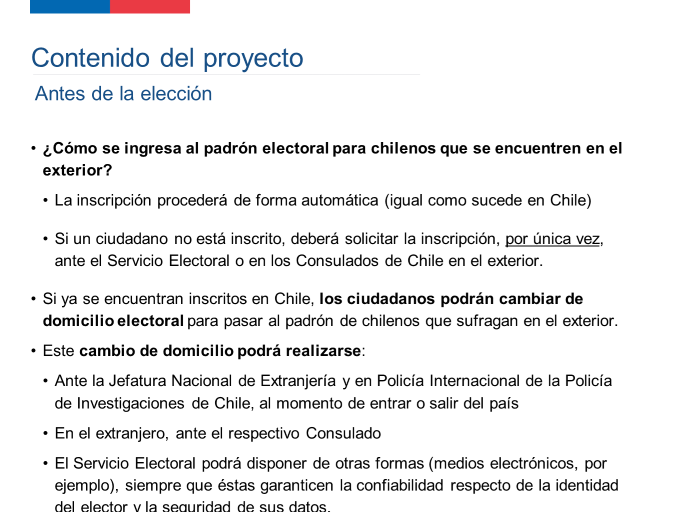 Contenido del proyecto
Antes de la elección
• ¿Cómo se ingresa al padrón electoral para chilenos que se encuentren en el
exterior?
• La inscripción procederá de forma automática (igual como sucede en Chile)
• Si un ciudadano no está inscrito, deberá solicitar la inscripción, por única vez,
ante el Servicio Electoral o en los Consulados de Chile en el exterior.
• Si ya se encuentran inscritos en Chile, los ciudadanos podrán cambiar de
domicilio electoral para pasar al padrón de chilenos que sufragan en el exterior.
• Este cambio de domicilio podrá realizarse:
• Ante la Jefatura Nacional de Extranjería y en Policía Internacional de la Policía
de Investigaciones de Chile, al momento de entrar o salir del país
• En el extranjero, ante el respectivo Consulado
• El Servicio Electoral podrá disponer de otras formas (medios electrónicos, por
ejemplo), siempre que éstas garanticen la confiabilidad respecto de la identidad
del elector y la seguridad de sus datos.